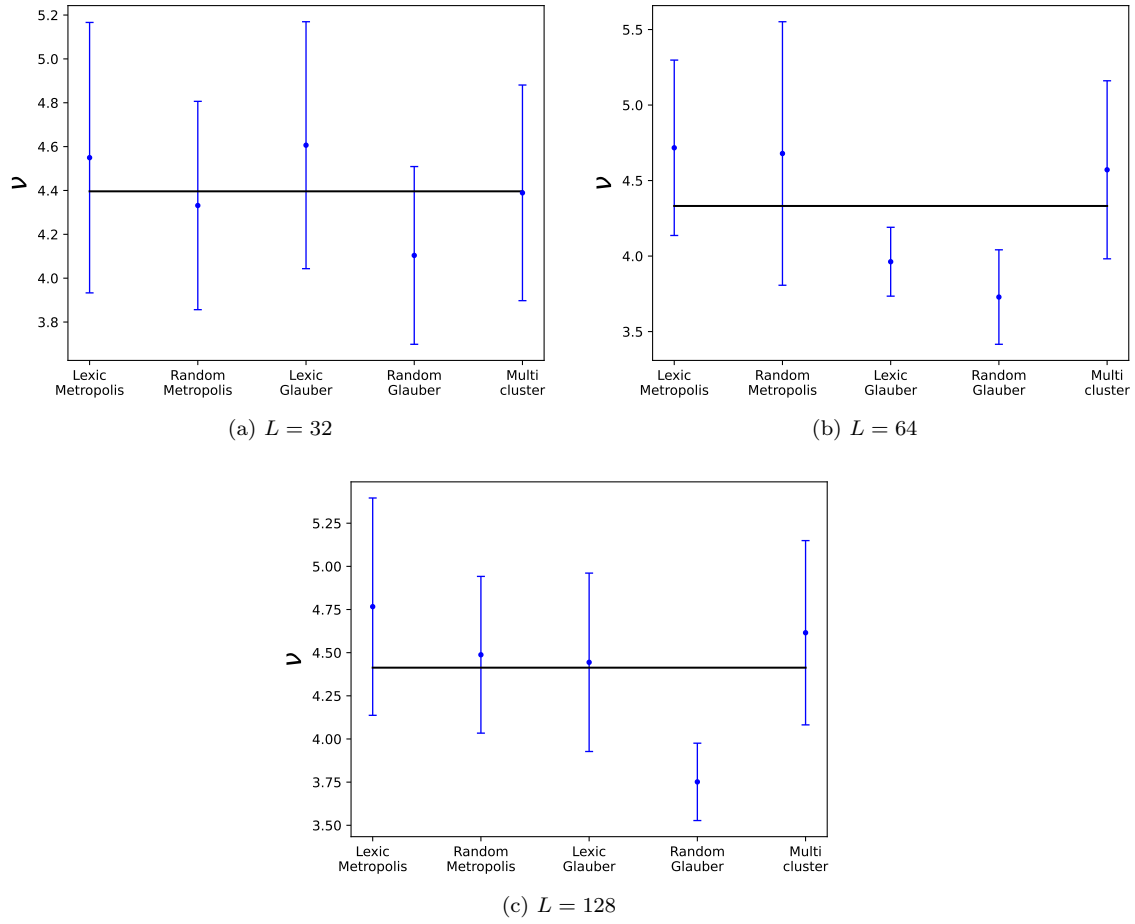 5.2
5.0
4.8
4.6
4.4
4.2
4.0
3.8
ν
Lexic Metropolis
Random Metropolis
Lexic Glauber
Random Glauber
Multi cluster
(a) L = 32
5.5
5.0
4.5
4.0
3.5
ν
Lexic Metropolis
Random Metropolis
Lexic Glauber
Random Glauber
Multi cluster
(b) L = 64
5.25
5.00
4.75
4.50
4.25
4.00
3.75
3.50
ν
Lexic Metropolis
Random Metropolis
Lexic Glauber
Random Glauber
Multi cluster
(c) L = 128